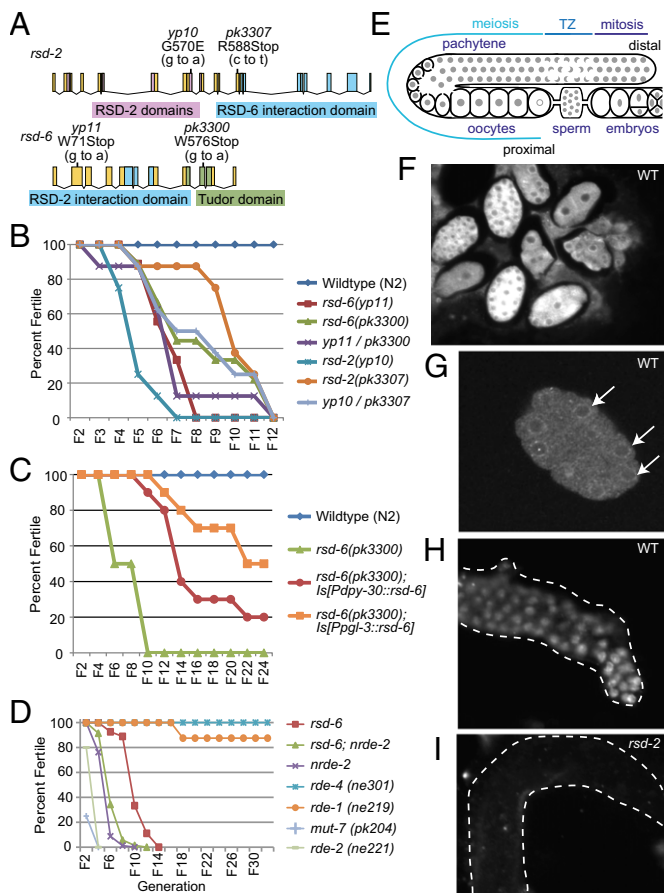 A
rsd-2
yp10
G570E
(g to a)
pk3307
R588Stop
(c to t)
RSD-2 domains
RSD-6 interaction domain
rsd-6
yp11
W71Stop
(g to a)
pk3300
W576Stop
(g to a)
RSD-2 interaction domain
Tudor domain
B
Percent Fertile
100
80
60
40
20
0
F2
F3
F4
F5
F6
F7
F8
F9
F10
F11
F12
Wildtype (N2)
rsd-6(yp11)
rsd-6(pk3300)
yp11 / pk3300
rsd-2(yp10)
rsd-2(pk3307)
yp10 / pk3307
C
Percent Fertile
100
80
60
40
20
0
F2
F4
F6
F8
F10
F12
F14
F16
F18
F20
F22
F24
Wildtype (N2)
rsd-6(pk3300)
rsd-6(pk3300);
Is[Pdpy-30::rsd-6]
rsd-6(pk3300);
Is[Ppgl-3::rsd-6]
D
Percent Fertile
100
80
60
40
20
0
F2
F6
F10
F14
F18
F22
F26
F30
Generation
rsd-6
rsd-6; nrde-2
nrde-2
rde-4 (ne301)
rde-1 (ne219)
mut-7 (pk204)
rde-2 (ne221)
E
meiosis
TZ
mitosis
pachytene
distal
oocytes
sperm
embryos
proximal
F
WT
G
WT
H
WT
I
rsd-2